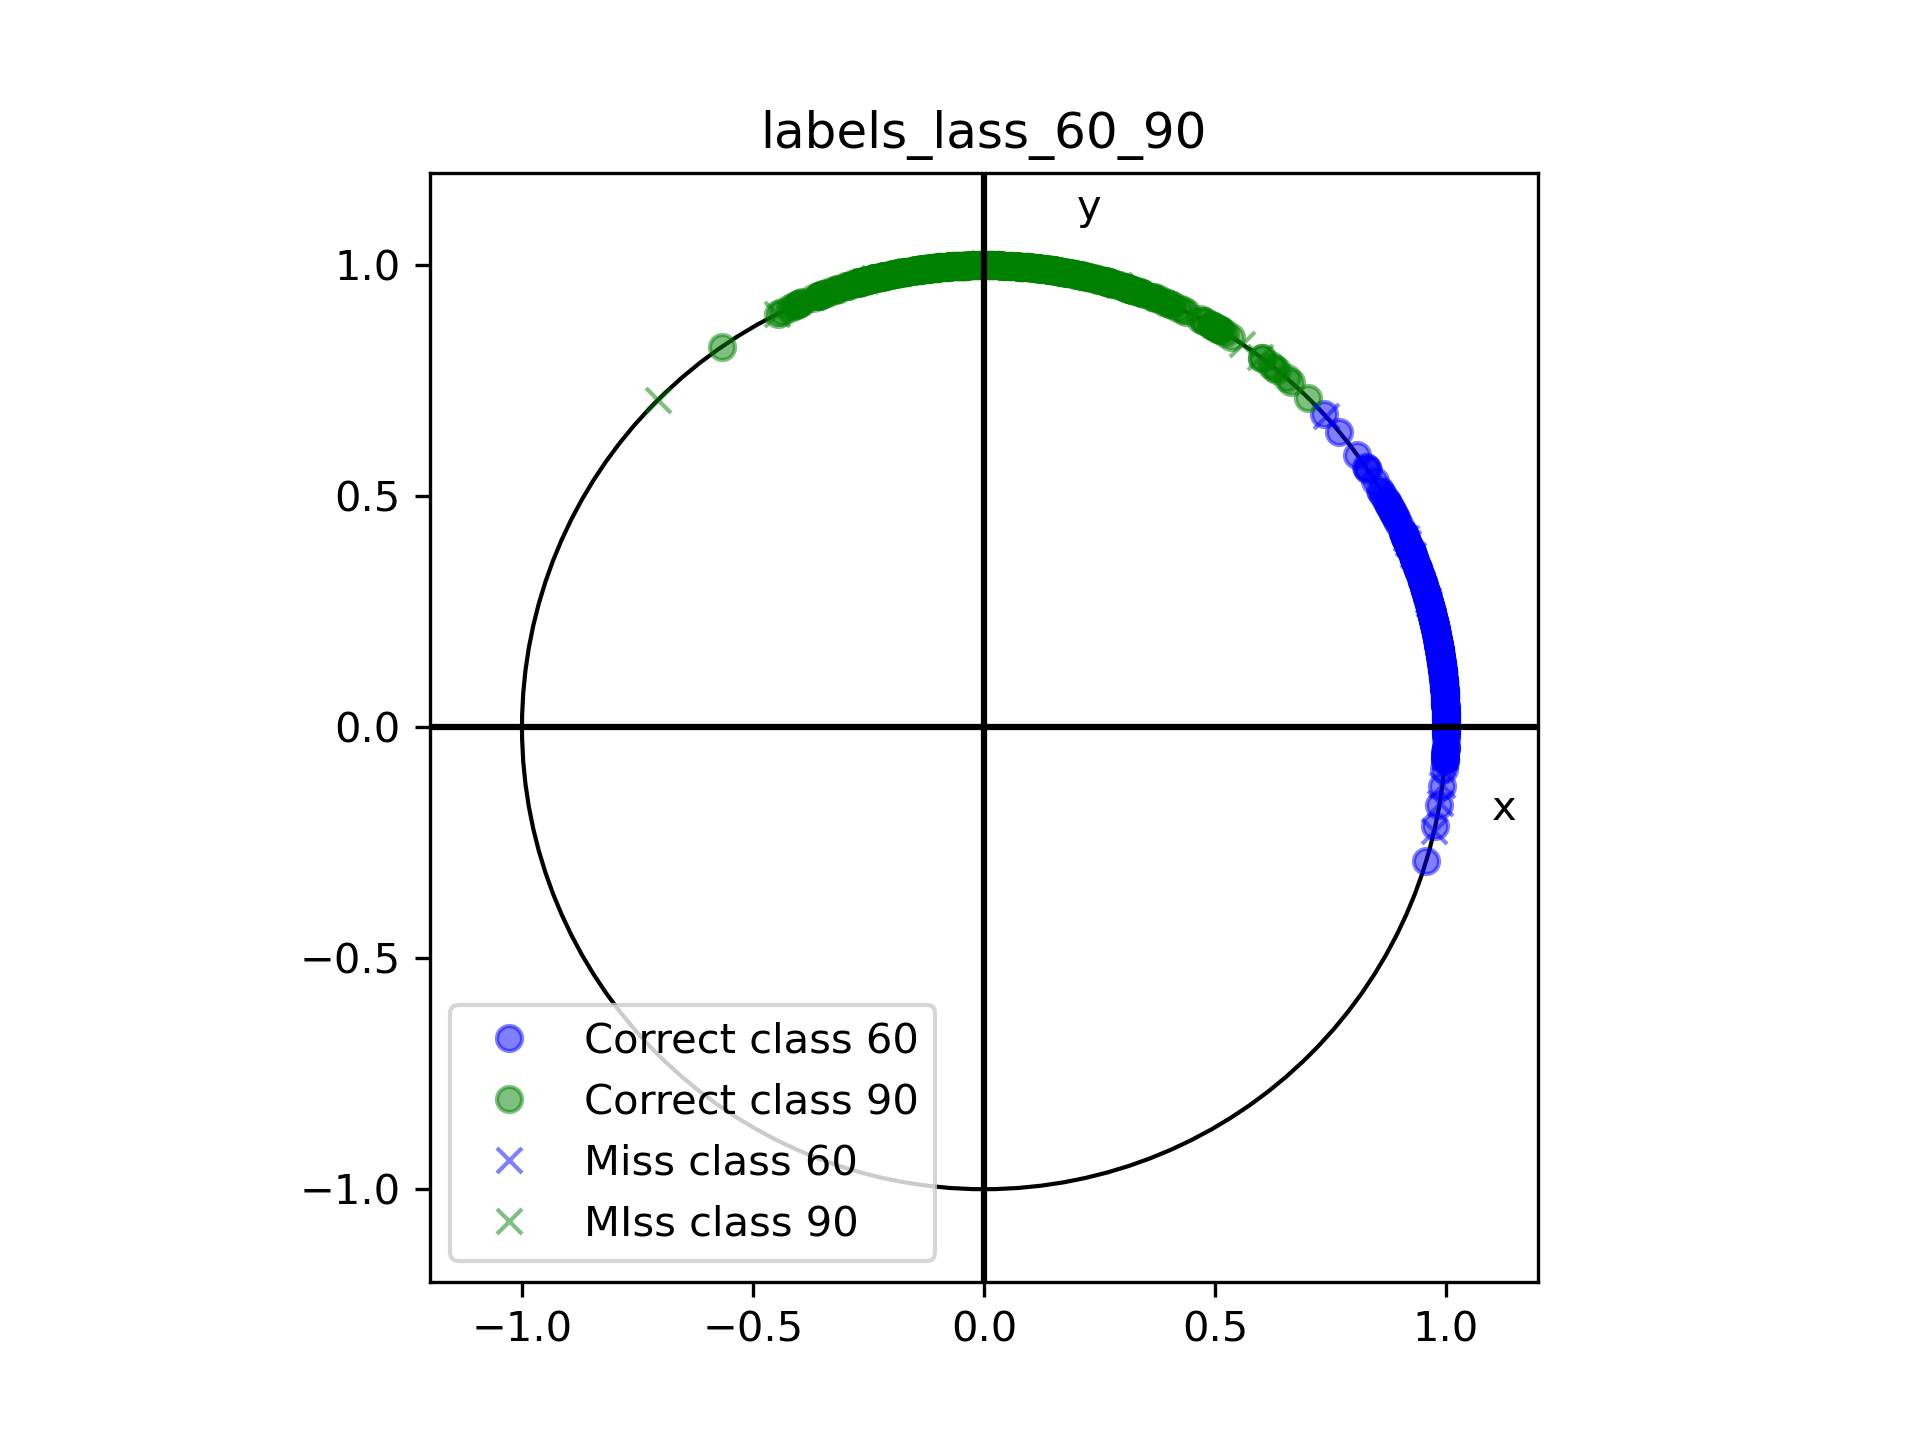 labels_lass_60_90
y
1.0
0.5
0.0
−0.5
−1.0
x
Correct class 60
Correct class 90
Miss class 60
MIss class 90
−1.0 −0.5 0.0 0.5 1.0